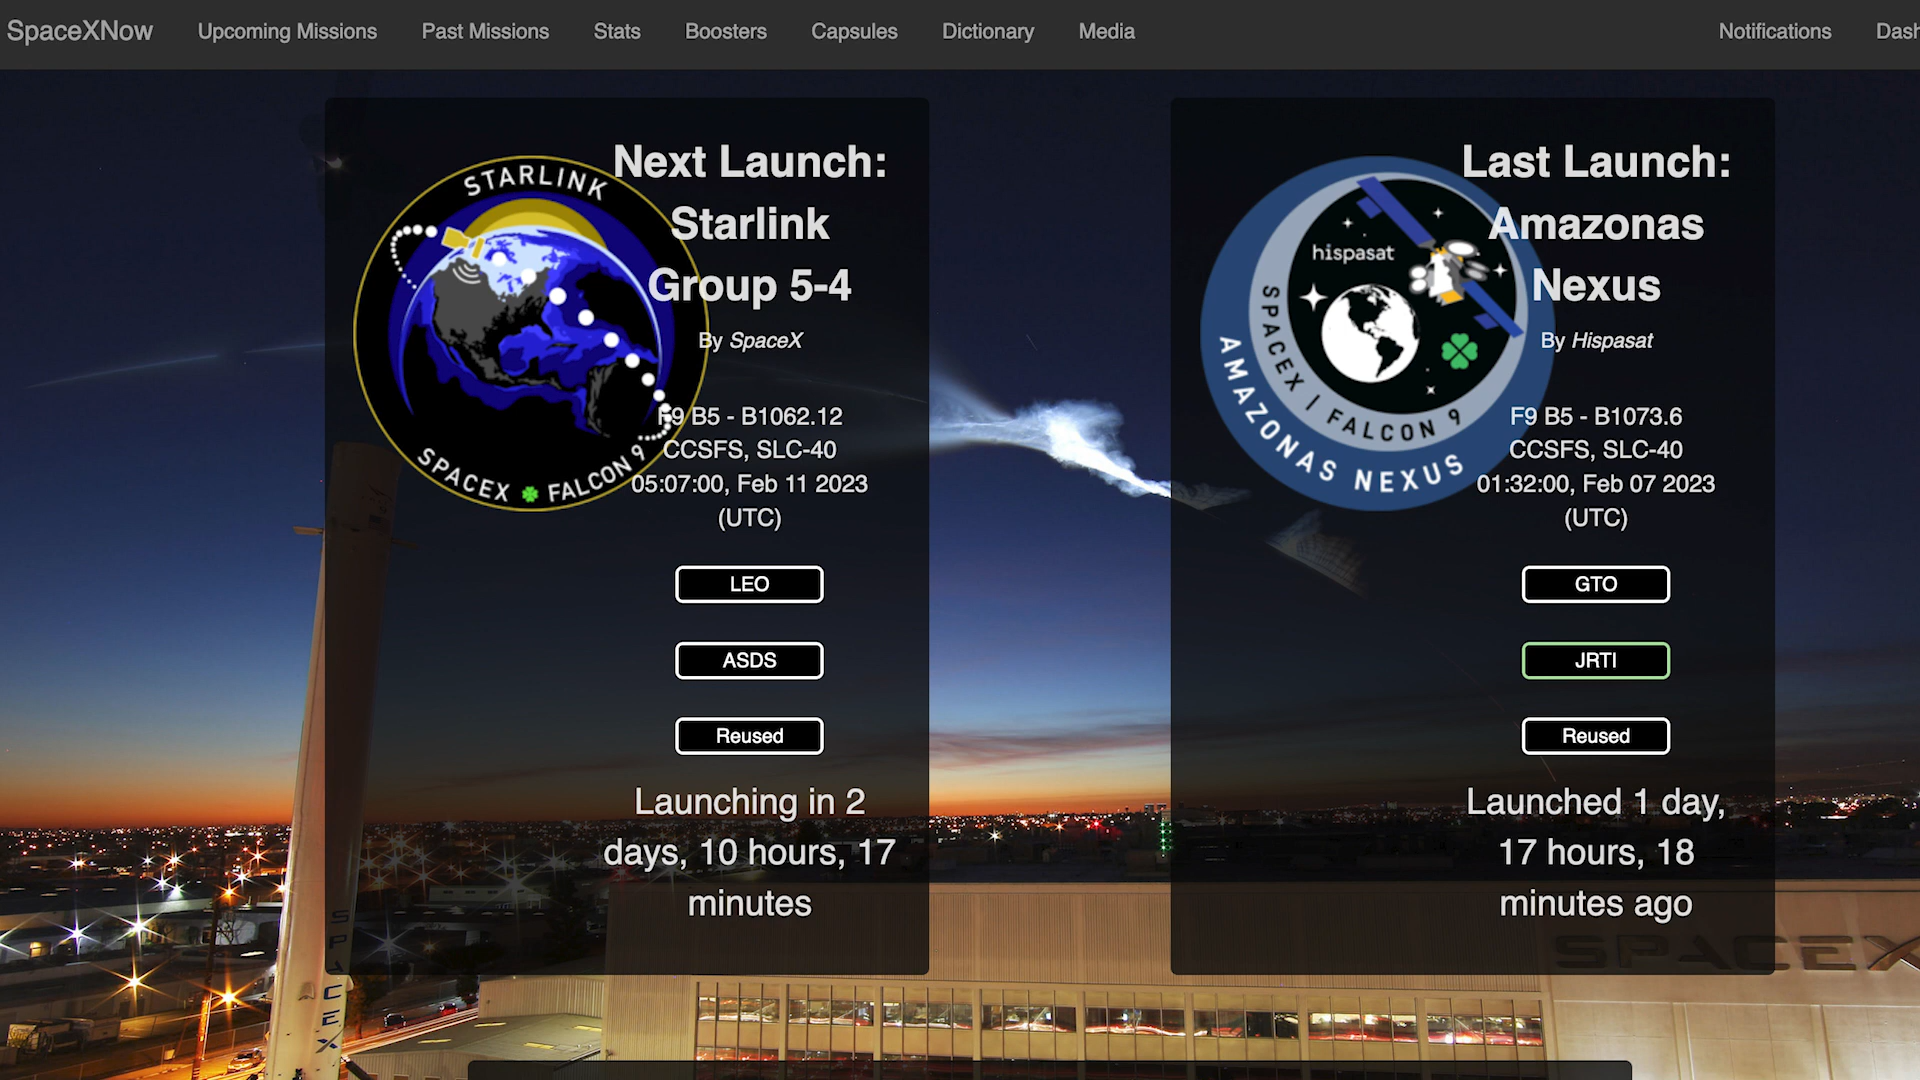 SpaceXNow Upcoming Missions Past Missions Stats Boosters Capsules Dictionary Media Notifications Dash
STARLINK
SPACEX FALCON 9
Next Launch:
Starlink
Group 5-4
By SpaceX
F9 B5 - B1062.12
CCSFS, SLC-40
05:07:00, Feb 11 2023
(UTC)
LEO
ASDS
Reused
Launching in 2
days, 10 hours, 17
minutes
hispasat
SPACEX | FALCON 9
AMAZONAS NEXUS
Last Launch:
Amazonas
Nexus
By Hispasat
F9 B5 - B1073.6
CCSFS, SLC-40
01:32:00, Feb 07 2023
(UTC)
GTO
JRTI
Reused
Launched 1 day,
17 hours, 18
minutes ago
SPACEX
SPACEX